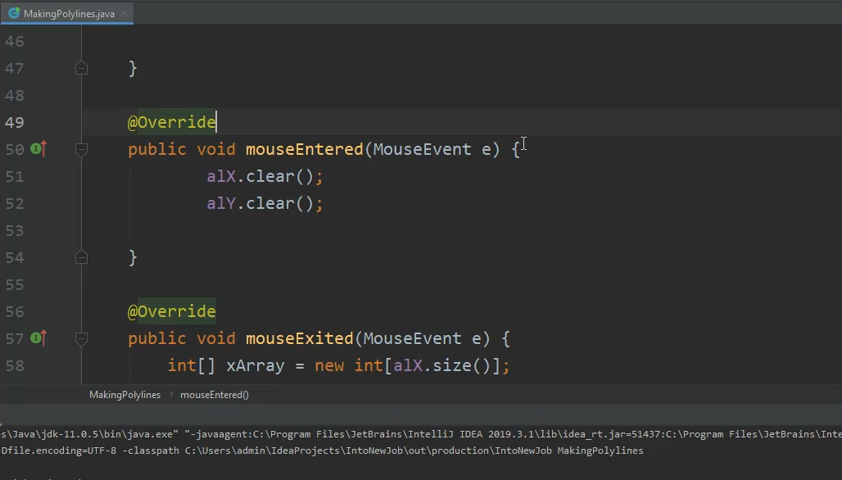 MakingPolylines.java
46
47 }
48
49 @Override
50 public void mouseEntered(MouseEvent e) {
51 alX.clear();
52 alY.clear();
53
54 }
55
56 @Override
57 public void mouseExited(MouseEvent e) {
58 int[] xArray = new int[alX.size()];
MakingPolylines › mouseEntered()
s\Java\jdk-11.0.5\bin\java.exe" "-javaagent:C:\Program Files\JetBrains\IntelliJ IDEA 2019.3.1\lib\idea_rt.jar=51437:C:\Program Files\JetBrains\Inte
Dfile.encoding=UTF-8 -classpath C:\Users\admin\IdeaProjects\IntoNewJob\out\production\IntoNewJob MakingPolylines